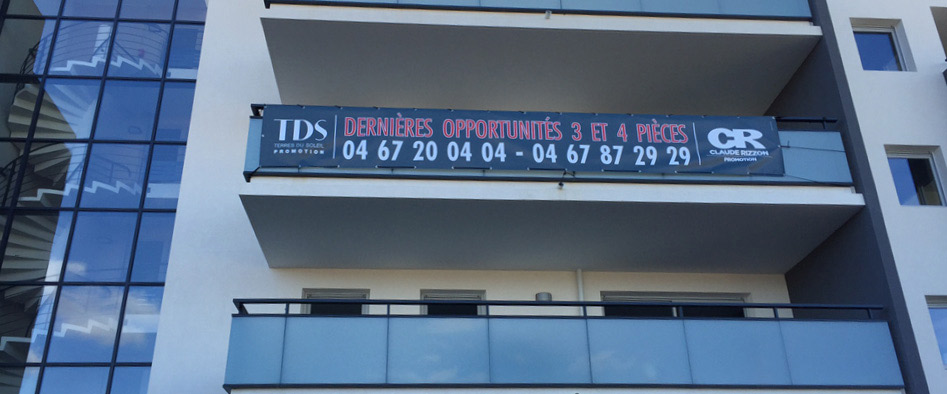 TDS
TERRES DU SOLEIL
PROMOTION
DERNIÈRES OPPORTUNITÉS 3 ET 4 PIÈCES
04 67 20 04 04 - 04 67 87 29 29
CR
CLAUDE RIZZON
PROMOTION